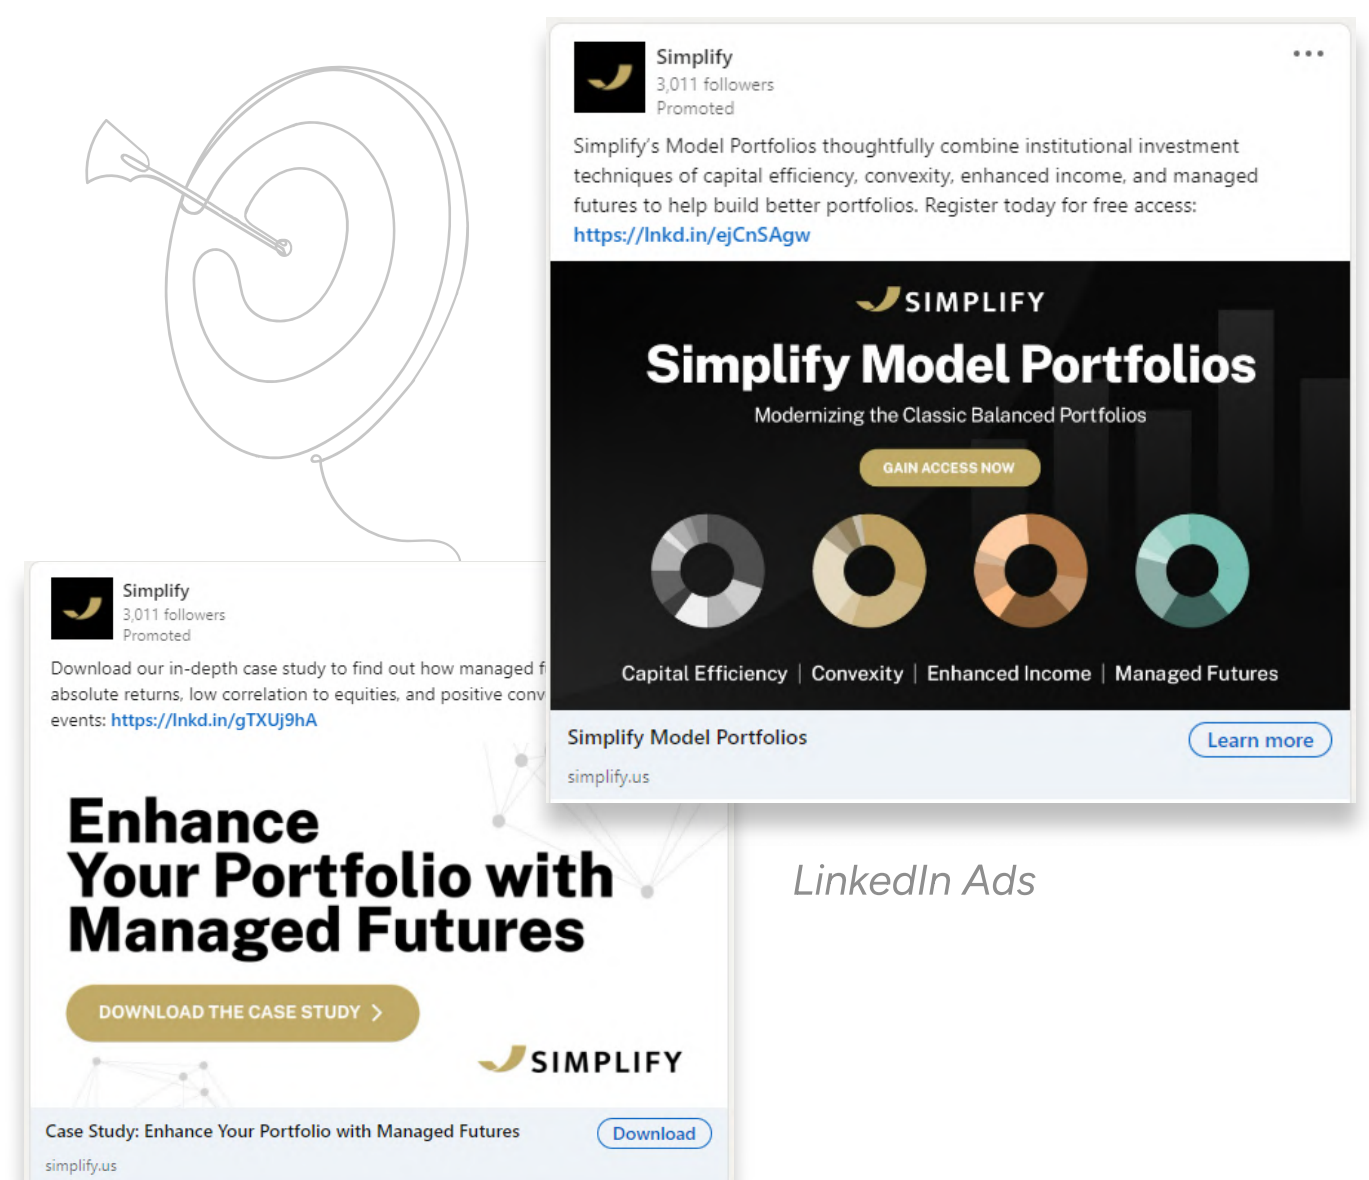 Simplify
3,011 followers
Promoted
Simplify's Model Portfolios thoughtfully combine institutional investment
techniques of capital efficiency, convexity, enhanced income, and managed
futures to help build better portfolios. Register today for free access:
https://lnkd.in/ejCnSAgw
SIMPLIFY
Simplify Model Portfolios
Modernizing the Classic Balanced Portfolios
GAIN ACCESS NOW
Capital Efficiency | Convexity | Enhanced Income | Managed Futures
Simplify Model Portfolios
Learn more
simplify.us
Simplify
3,011 followers
Promoted
Download our in-depth case study to find out how managed
absolute returns, low correlation to equities, and positive
events: https://lnkd.in/gTXUj9hA
Enhance
Your Portfolio with
Managed Futures
DOWNLOAD THE CASE STUDY >
SIMPLIFY
Case Study: Enhance Your Portfolio with Managed Futures
Download
simplify.us
LinkedIn Ads